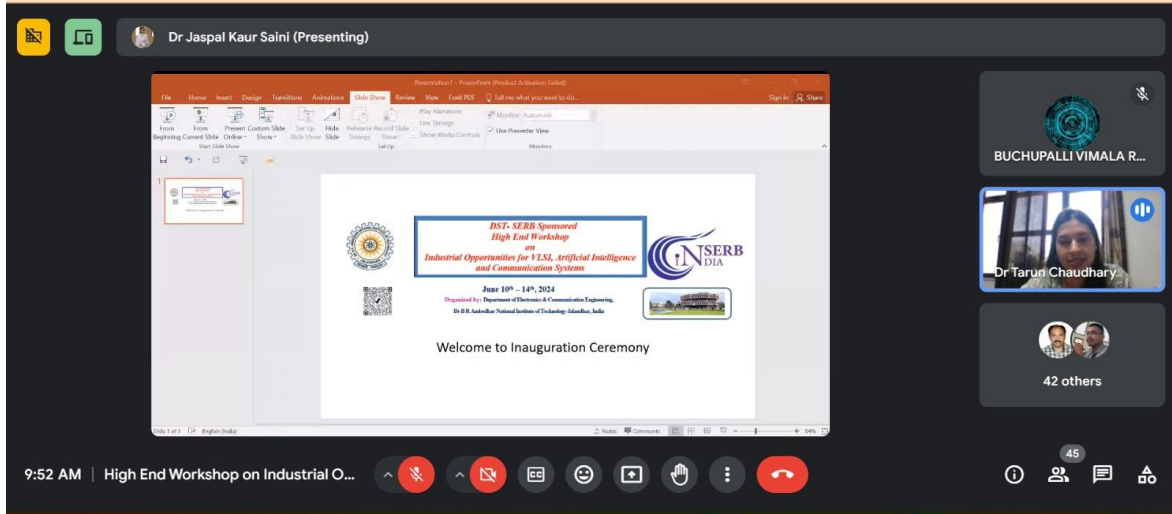 Dr Jaspal Kaur Saini (Presenting)
Presentation1 - PowerPoint (Product Activation Failed)
File Home Insert Design Transitions Animations Slide Show Review View Foxit PDF Tell me what you want to do... Sign in Share
From Beginning
From Current Slide
Present Online
Custom Slide Show
Set Up Slide Show
Hide Slide
Rehearse Timings
Record Slide Show
Play Narrations
Use Timings
Show Media Controls
Monitor: Automatic
Use Presenter View
Start Slide Show
Set Up
Monitors
1
DST- SERB Sponsored
High End Workshop
on
Industrial Opportunities for VLSI, Artificial Intelligence
and Communication Systems
iNSERB
DIA
June 10th – 14th, 2024
Organized by: Department of Electronics & Communication Engineering,
Dr B R Ambedkar National Institute of Technology Jalandhar, India
Welcome to Inauguration Ceremony
Slide 1 of 1 English (India)
Notes Comments 64%
BUCHUPALLI VIMALA R...
Dr Tarun Chaudhary
42 others
9:52 AM | High End Workshop on Industrial O...
CC
45